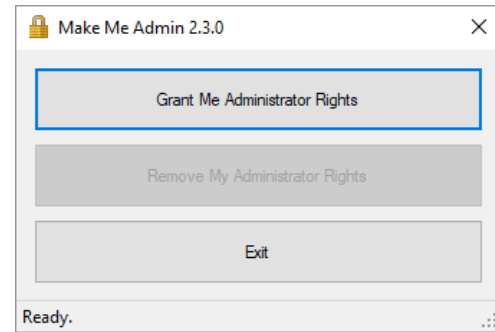 Make Me Admin 2.3.0
Grant Me Administrator Rights
Remove My Administrator Rights
Exit
Ready.